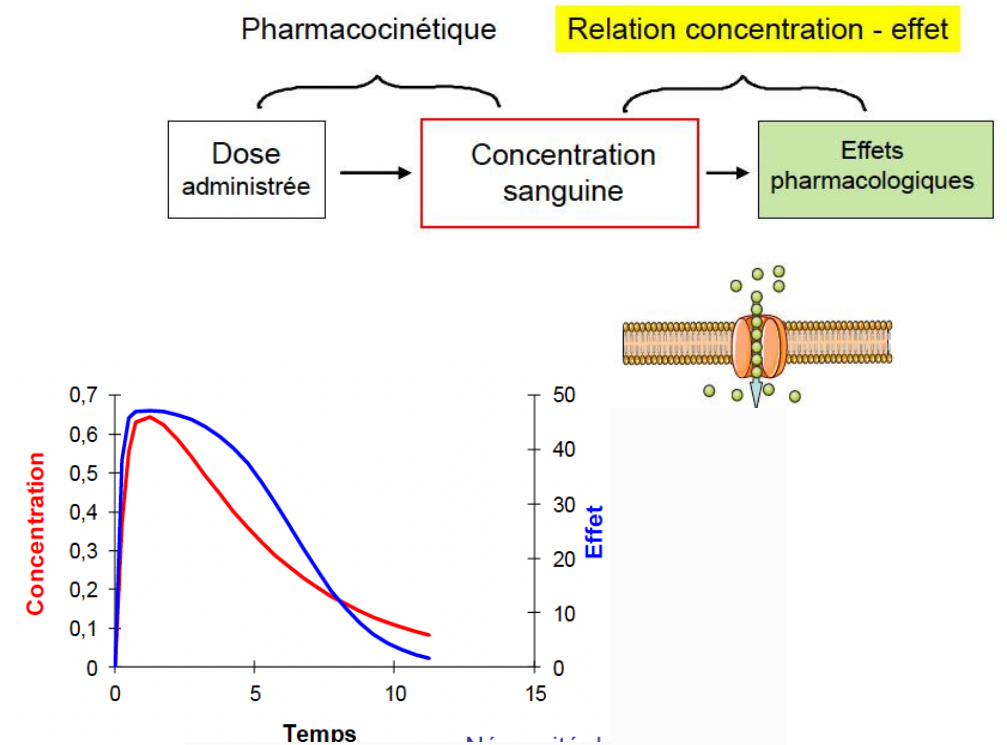 Pharmacocinétique
Relation concentration - effet
Dose
administrée
Concentration
sanguine
Effets
pharmacologiques
0,7
0,6
0,5
0,4
0,3
0,2
0,1
0
Concentration
50
40
30
20
10
0
Effet
0
5
10
15
Temps